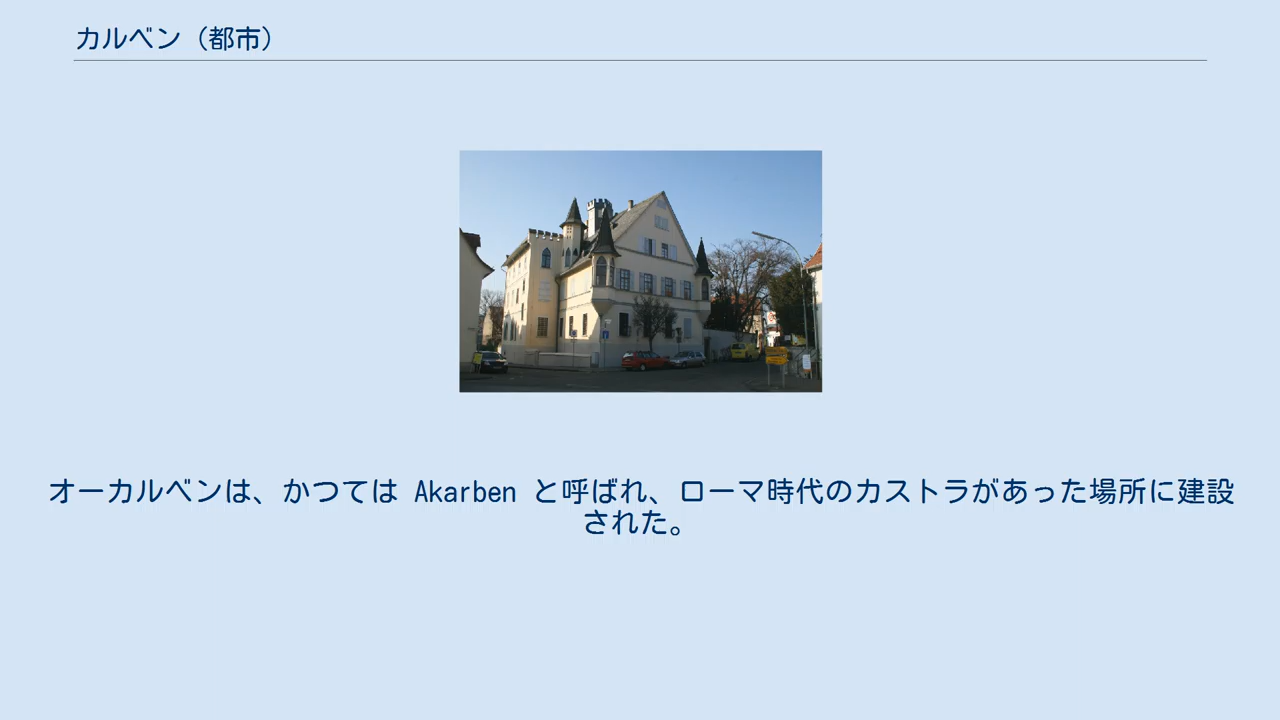 カルベン（都市）
オーカルベンは、かつては Akarben と呼ばれ、ローマ時代のカストラがあった場所に建設
された。